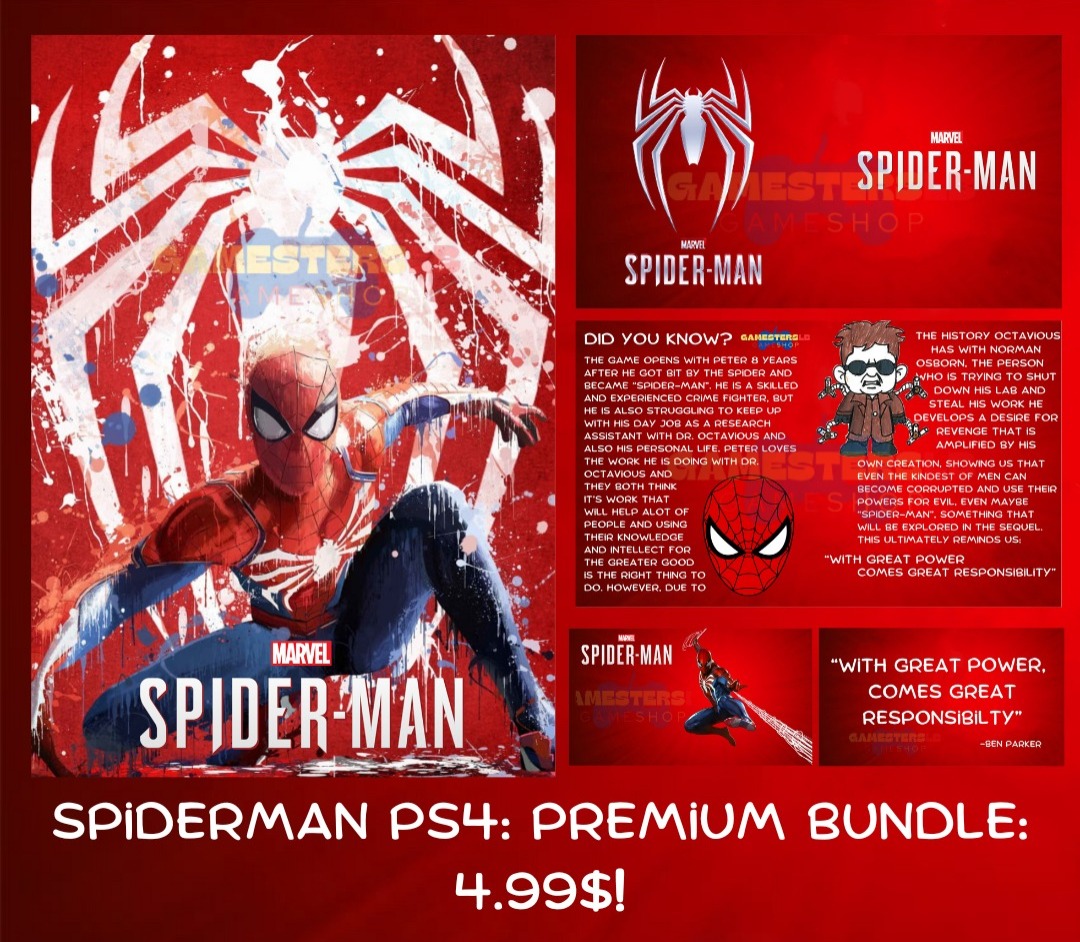 GAMESTERS
GAMESHOP
MARVEL
SPIDER-MAN
MARVEL
SPIDER-MAN
MARVEL
SPIDER-MAN
GAMESTERS
GAMESHOP
DID YOU KNOW?
GAMESTERSLD
GAMESHOP
THE GAME OPENS WITH PETER 8 YEARS
AFTER HE GOT BIT BY THE SPIDER AND
BECAME "SPIDER-MAN". HE IS A SKILLED
AND EXPERIENCED CRIME FIGHTER, BUT
HE IS ALSO STRUGGLING TO KEEP UP
WITH HIS DAY JOB AS A RESEARCH
ASSISTANT WITH DR. OCTAVIOUS AND
ALSO HIS PERSONAL LIFE. PETER LOVES
THE WORK HE IS DOING WITH DR.
OCTAVIOUS AND
THEY BOTH THINK
IT'S WORK THAT
WILL HELP ALOT OF
PEOPLE AND USING
THEIR KNOWLEDGE
AND INTELLECT FOR
THE GREATER GOOD
IS THE RIGHT THING TO
DO. HOWEVER, DUE TO
THE HISTORY OCTAVIOUS
HAS WITH NORMAN
OSBORN, THE PERSON
WHO IS TRYING TO SHUT
DOWN HIS LAB AND
STEAL HIS WORK HE
DEVELOPS A DESIRE FOR
REVENGE THAT IS
AMPLIFIED BY HIS
OWN CREATION, SHOWING US THAT
EVEN THE KINDEST OF MEN CAN
BECOME CORRUPTED AND USE THEIR
POWERS FOR EVIL. EVEN MAYBE
"SPIDER-MAN", SOMETHING THAT
WILL BE EXPLORED IN THE SEQUEL.
THIS ULTIMATELY REMINDS US:
"WITH GREAT POWER
COMES GREAT RESPONSIBILITY"
MARVEL
SPIDER-MAN
AMESTERS
GAMESHOP
"WITH GREAT POWER,
COMES GREAT
RESPONSIBILTY"
-BEN PARKER
GAMESTERSLD
GAMESHOP
SPIDERMAN PS4: PREMIUM BUNDLE:
4.99$!